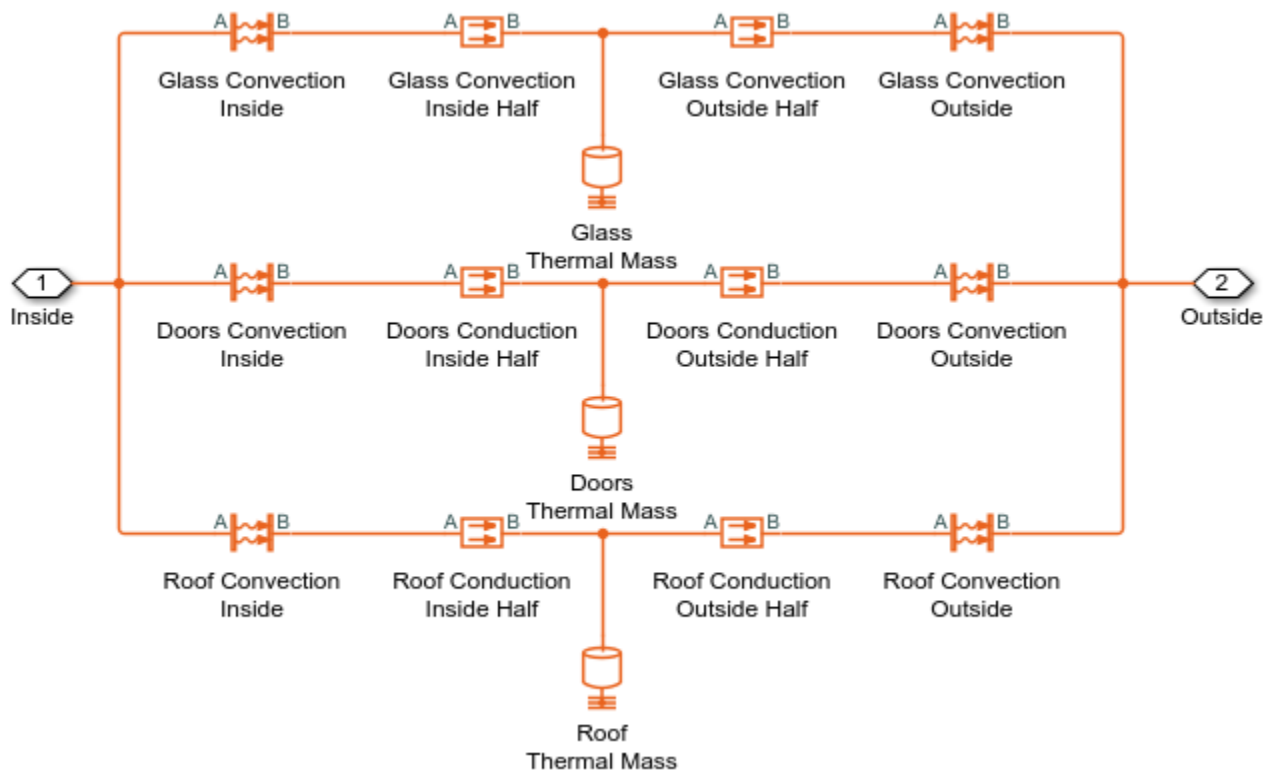 A B A B A B A B
Glass Convection Glass Convection Glass Convection Glass Convection
Inside Inside Half Outside Half Outside
Glass
Thermal Mass
A B A B A B A B
1 2
Inside Outside
Doors Convection Doors Conduction Doors Conduction Doors Convection
Inside Inside Half Outside Half Outside
Doors
Thermal Mass
A B A B A B A B
Roof Convection Roof Conduction Roof Conduction Roof Convection
Inside Inside Half Outside Half Outside
Roof
Thermal Mass